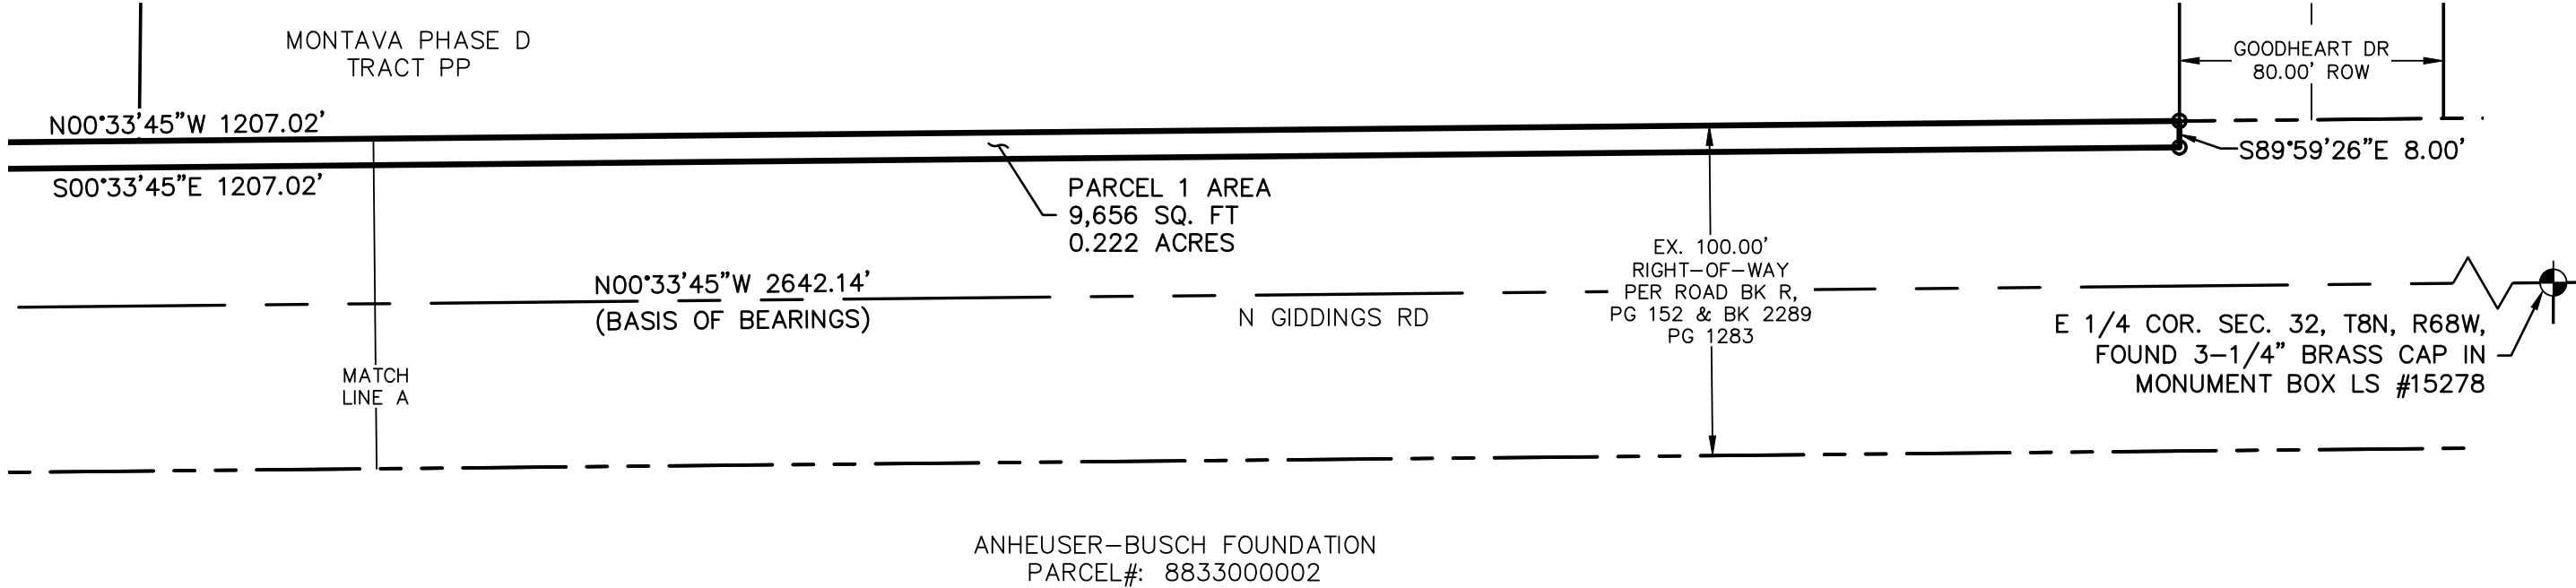 MONTAVA PHASE D
TRACT PP
GOODHEART DR
80.00' ROW
N00°33'45"W 1207.02'
S00°33'45"E 1207.02'
S89°59'26"E 8.00'
PARCEL 1 AREA
9,656 SQ. FT
0.222 ACRES
EX. 100.00'
RIGHT-OF-WAY
PER ROAD BK R,
PG 152 & BK 2289
PG 1283
N00°33'45"W 2642.14'
(BASIS OF BEARINGS)
N GIDDINGS RD
E 1/4 COR. SEC. 32, T8N, R68W,
FOUND 3-1/4" BRASS CAP IN
MONUMENT BOX LS #15278
MATCH
LINE A
ANHEUSER-BUSCH FOUNDATION
PARCEL#: 8833000002